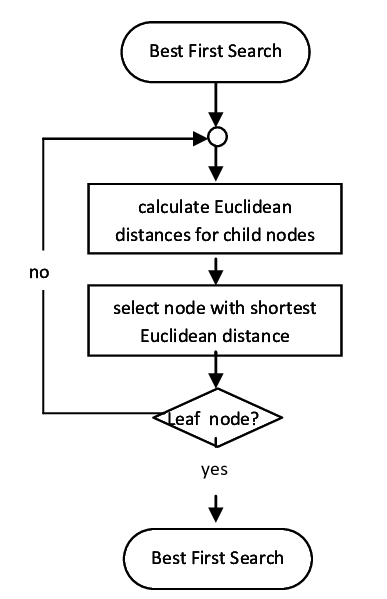 Best First Search
calculate Euclidean
distances for child nodes
no
select node with shortest
Euclidean distance
Leaf node?
yes
Best First Search